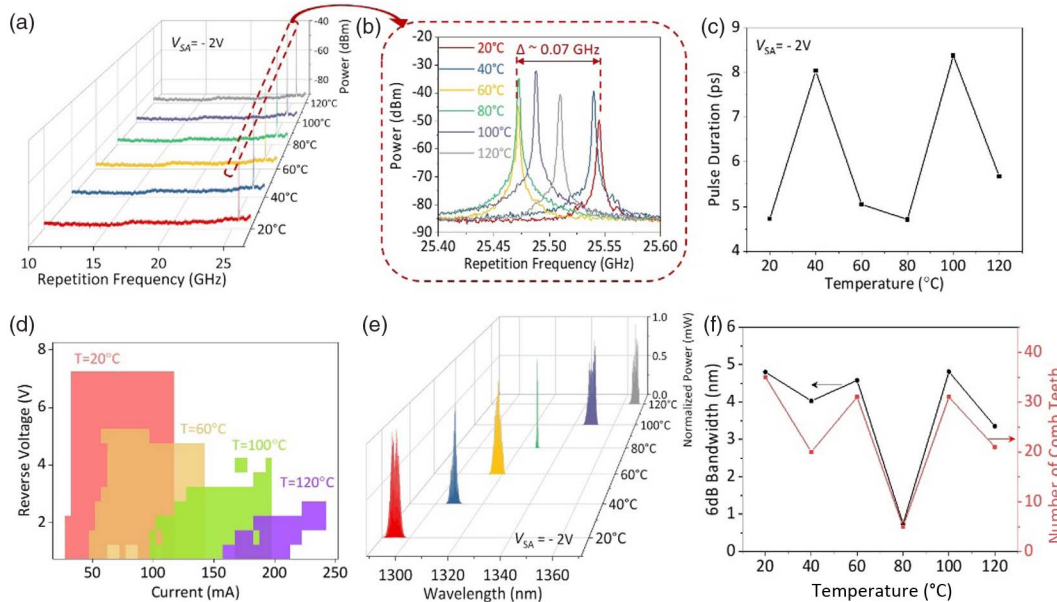 (a)
V_SA = - 2V
-40
-50
-60
-70
-80
Power (dBm)
120°C
100°C
80°C
60°C
40°C
20°C
10 15 20 25
Repetition Frequency (GHz)
(b)
-20
-30
-40
-50
-60
-70
-80
-90
Power (dBm)
20°C
40°C
60°C
80°C
100°C
120°C
Δ ~ 0.07 GHz
25.40 25.45 25.50 25.55 25.60
Repetition Frequency (GHz)
(c)
V_SA = - 2V
9
8
7
6
5
4
Pulse Duration (ps)
20 40 60 80 100 120
Temperature (°C)
(d)
8
6
4
2
Reverse Voltage (V)
T=20°C
T=60°C
T=100°C
T=120°C
50 100 150 200 250
Current (mA)
(e)
1.0
0.5
0.0
Normalized Power (mW)
120°C
100°C
80°C
60°C
40°C
20°C
V_SA = - 2V
1300 1320 1340 1360
Wavelength (nm)
(f)
6
5
4
3
2
1
0
6dB Bandwidth (nm)
40
30
20
10
0
Number of Comb Teeth
20 40 60 80 100 120
Temperature (°C)